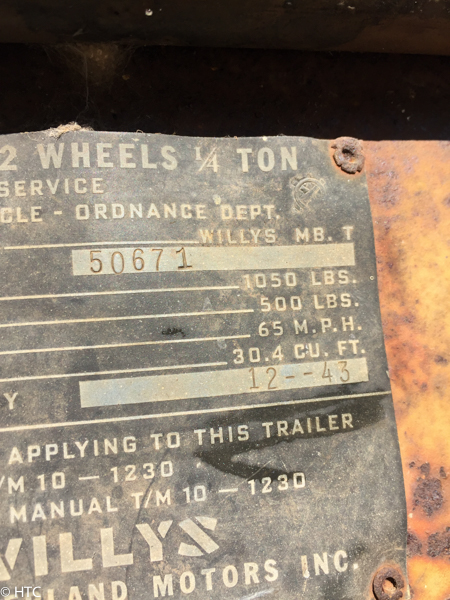 2 WHEELS 1/4 TON
SERVICE
CLE - ORDNANCE DEPT.
WILLYS MB. T
50671
1050 LBS.
500 LBS.
65 M.P.H.
30.4 CU. FT.
Y 12--43
APPLYING TO THIS TRAILER
/M 10 — 1230
MANUAL T/M 10 — 1230
WILLYS
LAND MOTORS INC.
© HTC